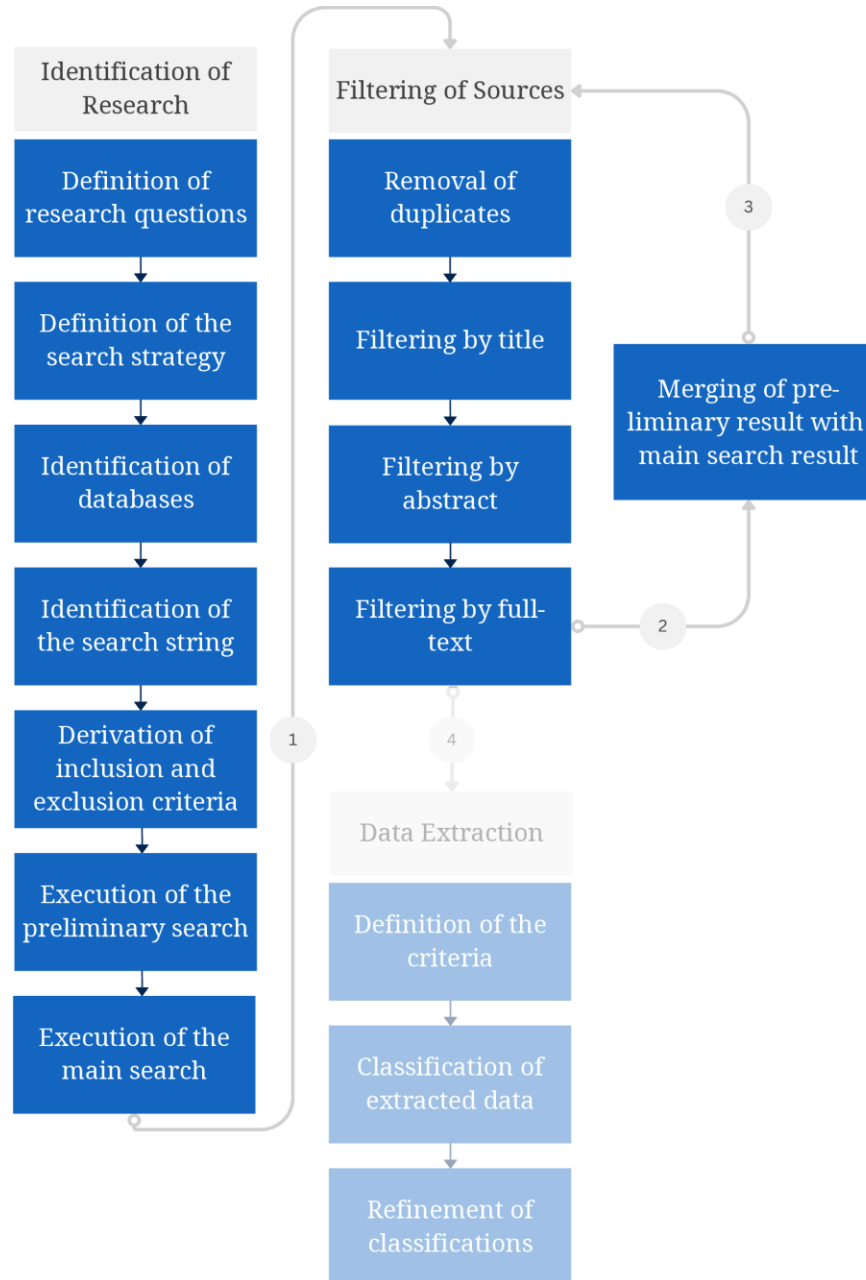 Identification of
Research
Definition of
research questions
Definition of the
search strategy
Identification of
databases
Identification of
the search string
Derivation of
inclusion and
exclusion criteria
Execution of the
preliminary search
Execution of the
main search
1
Filtering of Sources
Removal of
duplicates
Filtering by title
Filtering by
abstract
Filtering by full-
text
2
Merging of pre-
liminary result with
main search result
3
4
Data Extraction
Definition of the
criteria
Classification of
extracted data
Refinement of
classifications